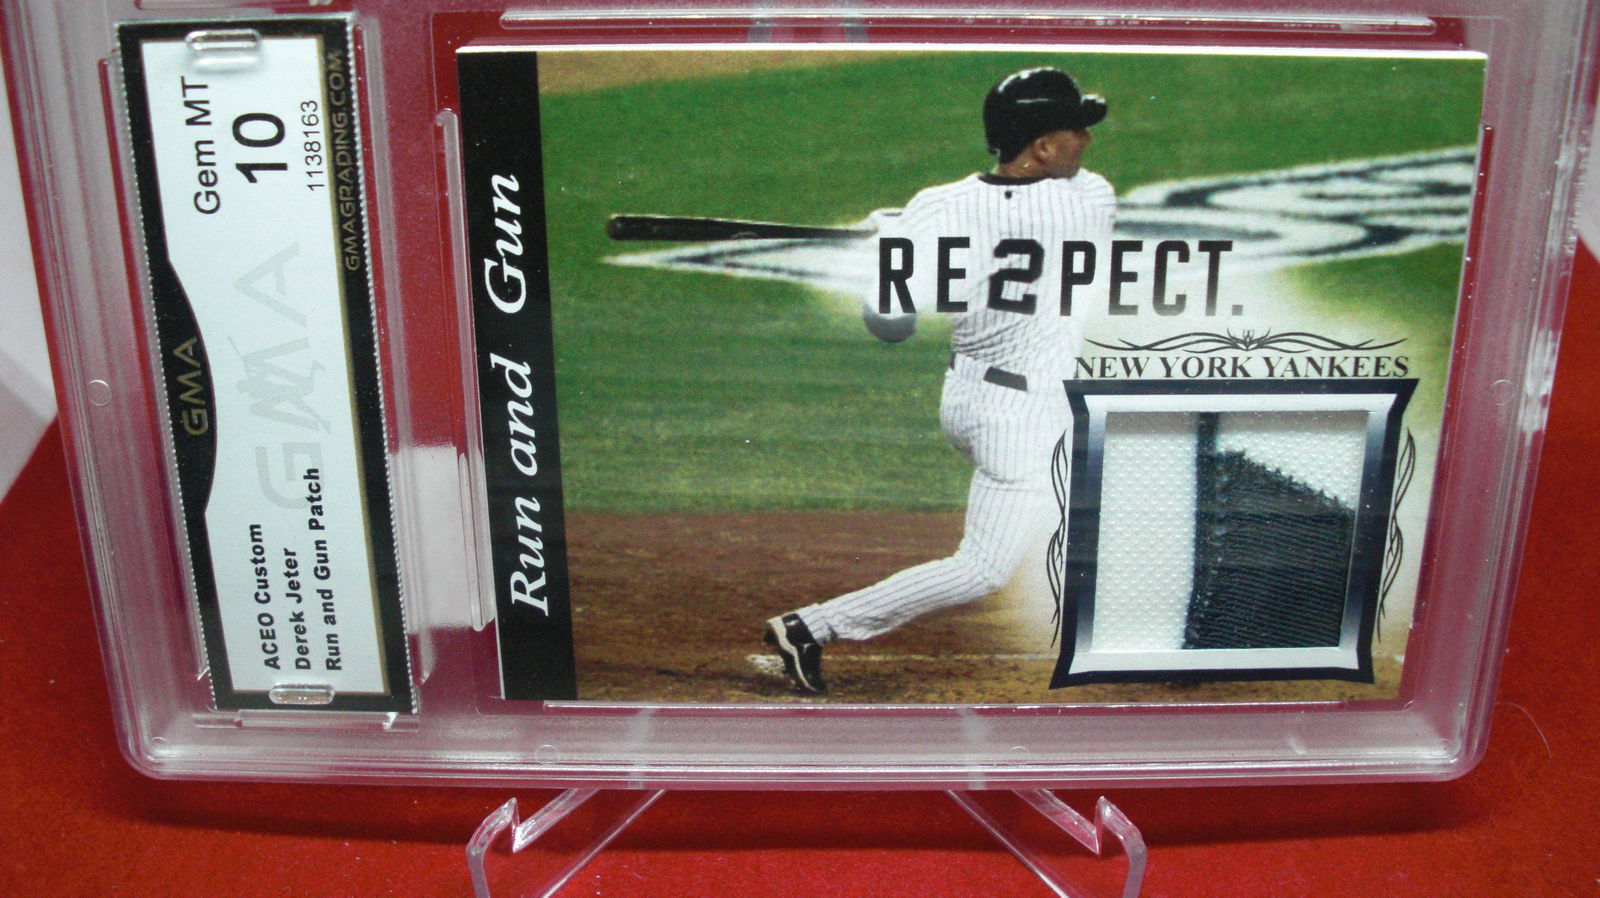 Gem MT
10
1138163
GMAGRADING.COM
GMA
GMA
ACEO Custom
Derek Jeter
Run and Gun Patch
Run and Gun
RE2PECT.
NEW YORK YANKEES